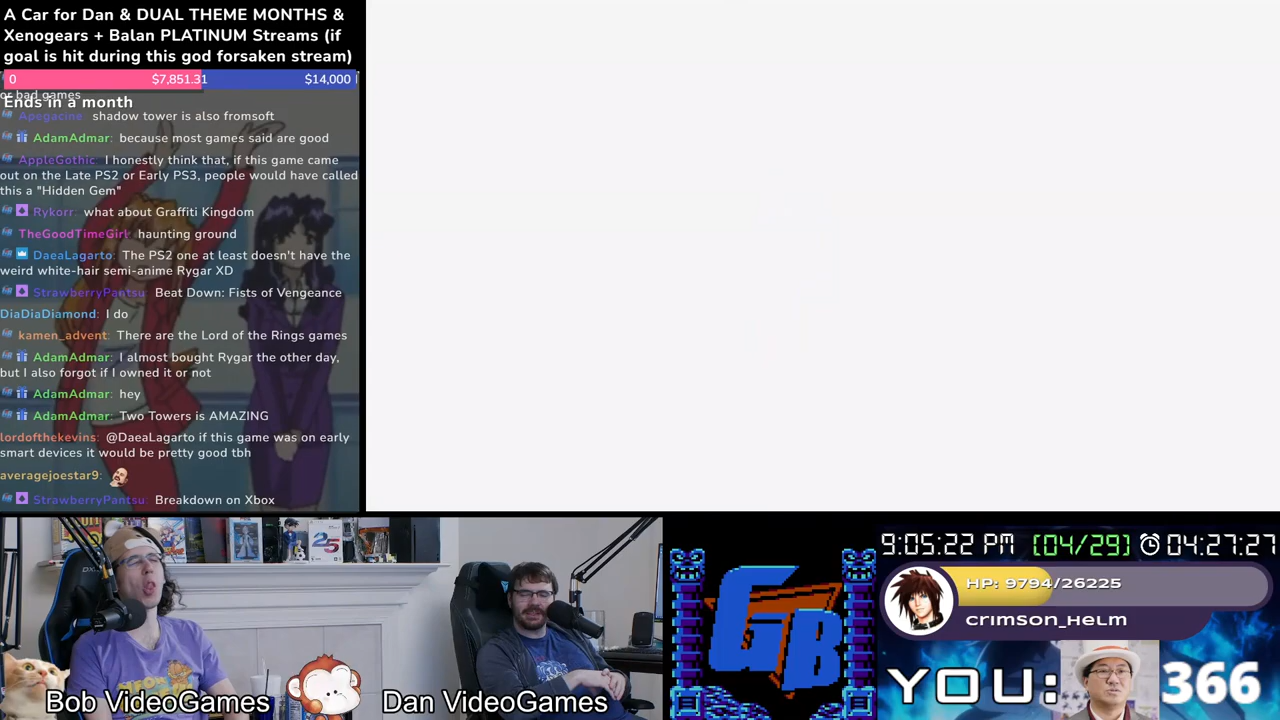 A Car for Dan & DUAL THEME MONTHS &
Xenogears + Balan PLATINUM Streams (if
goal is hit during this god forsaken stream)
0 $7,851.31 $14,000
or bad games
Ends in a month
Apegacine: shadow tower is also fromsoft
AdamAdmar: because most games said are good
AppleGothic: I honestly think that, if this game came
out on the Late PS2 or Early PS3, people would have called
this a "Hidden Gem"
Rykorr: what about Graffiti Kingdom
TheGoodTimeGirl: haunting ground
DaeaLagarto: The PS2 one at least doesn't have the
weird white-hair semi-anime Rygar XD
StrawberryPantsu: Beat Down: Fists of Vengeance
DiaDiaDiamond: I do
kamen_advent: There are the Lord of the Rings games
AdamAdmar: I almost bought Rygar the other day,
but I also forgot if I owned it or not
AdamAdmar: hey
AdamAdmar: Two Towers is AMAZING
lordofthekevins: @DaeaLagarto if this game was on early
smart devices it would be pretty good tbh
averagejoestar9:
StrawberryPantsu: Breakdown on Xbox
25
Bob VideoGames
Dan VideoGames
GB
9:05:22 PM [04/29] 04:27:27
HP: 9794/26225
crimson_Helm
YOU: 366